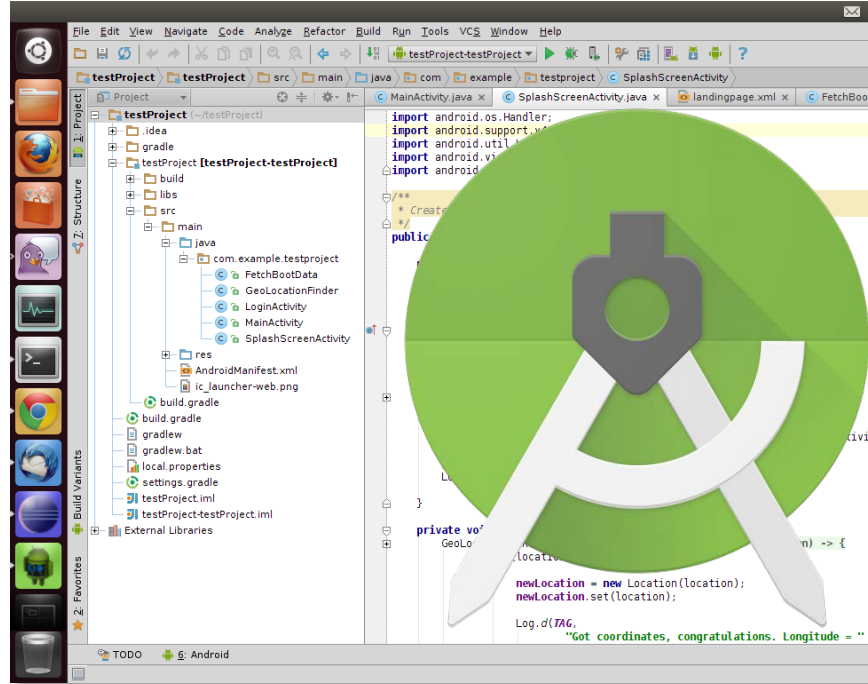 File Edit View Navigate Code Analyze Refactor Build Run Tools VCS Window Help
testProject-testProject
testProject testProject src main java com example testproject SplashScreenActivity
Project
MainActivity.java SplashScreenActivity.java landingpage.xml FetchBoo
1: Project
7: Structure
Build Variants
2: Favorites
testProject (~/testProject)
.idea
gradle
testProject [testProject-testProject]
build
libs
src
main
java
com.example.testproject
FetchBootData
GeoLocationFinder
LoginActivity
MainActivity
SplashScreenActivity
res
AndroidManifest.xml
ic_launcher-web.png
build.gradle
build.gradle
gradlew
gradlew.bat
local.properties
settings.gradle
testProject.iml
testProject-testProject.iml
External Libraries
import android.os.Handler;
import android.support.v4
import android.util.
import android.vi
import android.
/**
* Create
*/
public
}
private voi
GeoLoc
n) -> {
(locatio
newLocation = new Location(location);
newLocation.set(location);
Log.d(TAG,
"Got coordinates, congratulations. Longitude = "
TODO 6: Android